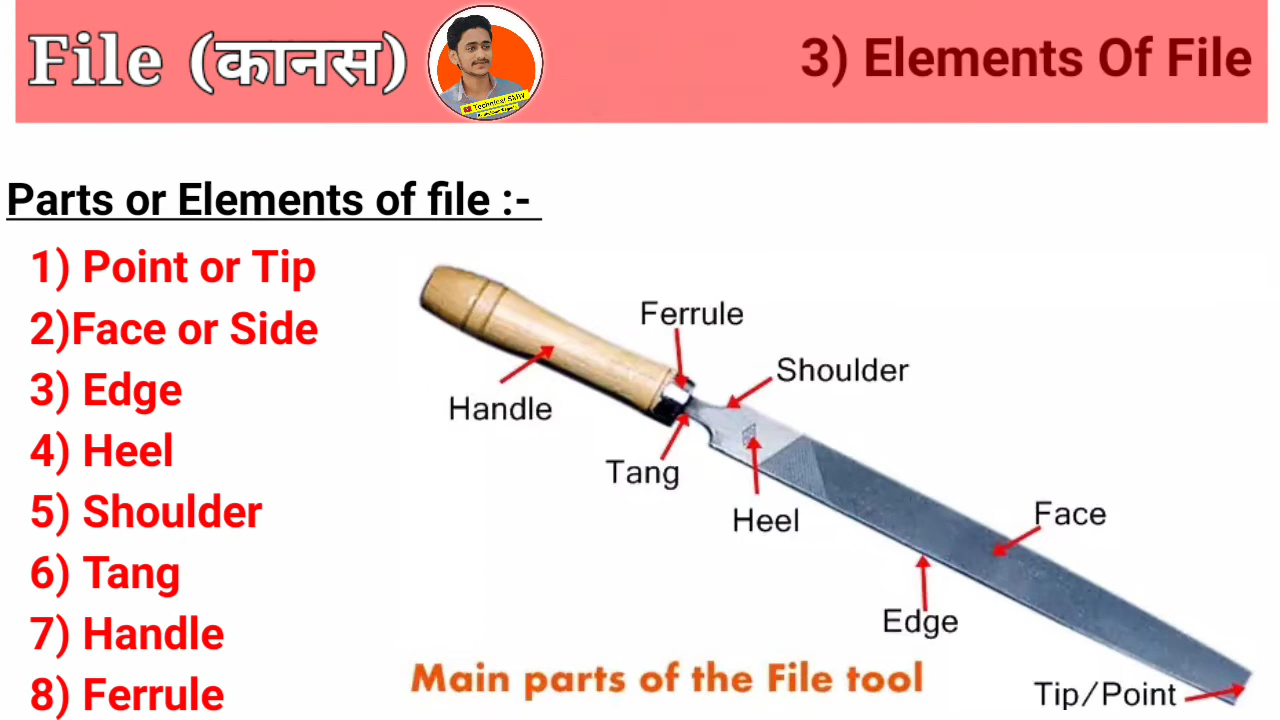 File (कानस)
3) Elements Of File
Parts or Elements of file :-
1) Point or Tip
2)Face or Side
3) Edge
4) Heel
5) Shoulder
6) Tang
7) Handle
8) Ferrule
Ferrule
Shoulder
Handle
Tang
Heel
Face
Edge
Tip/Point
Main parts of the File tool